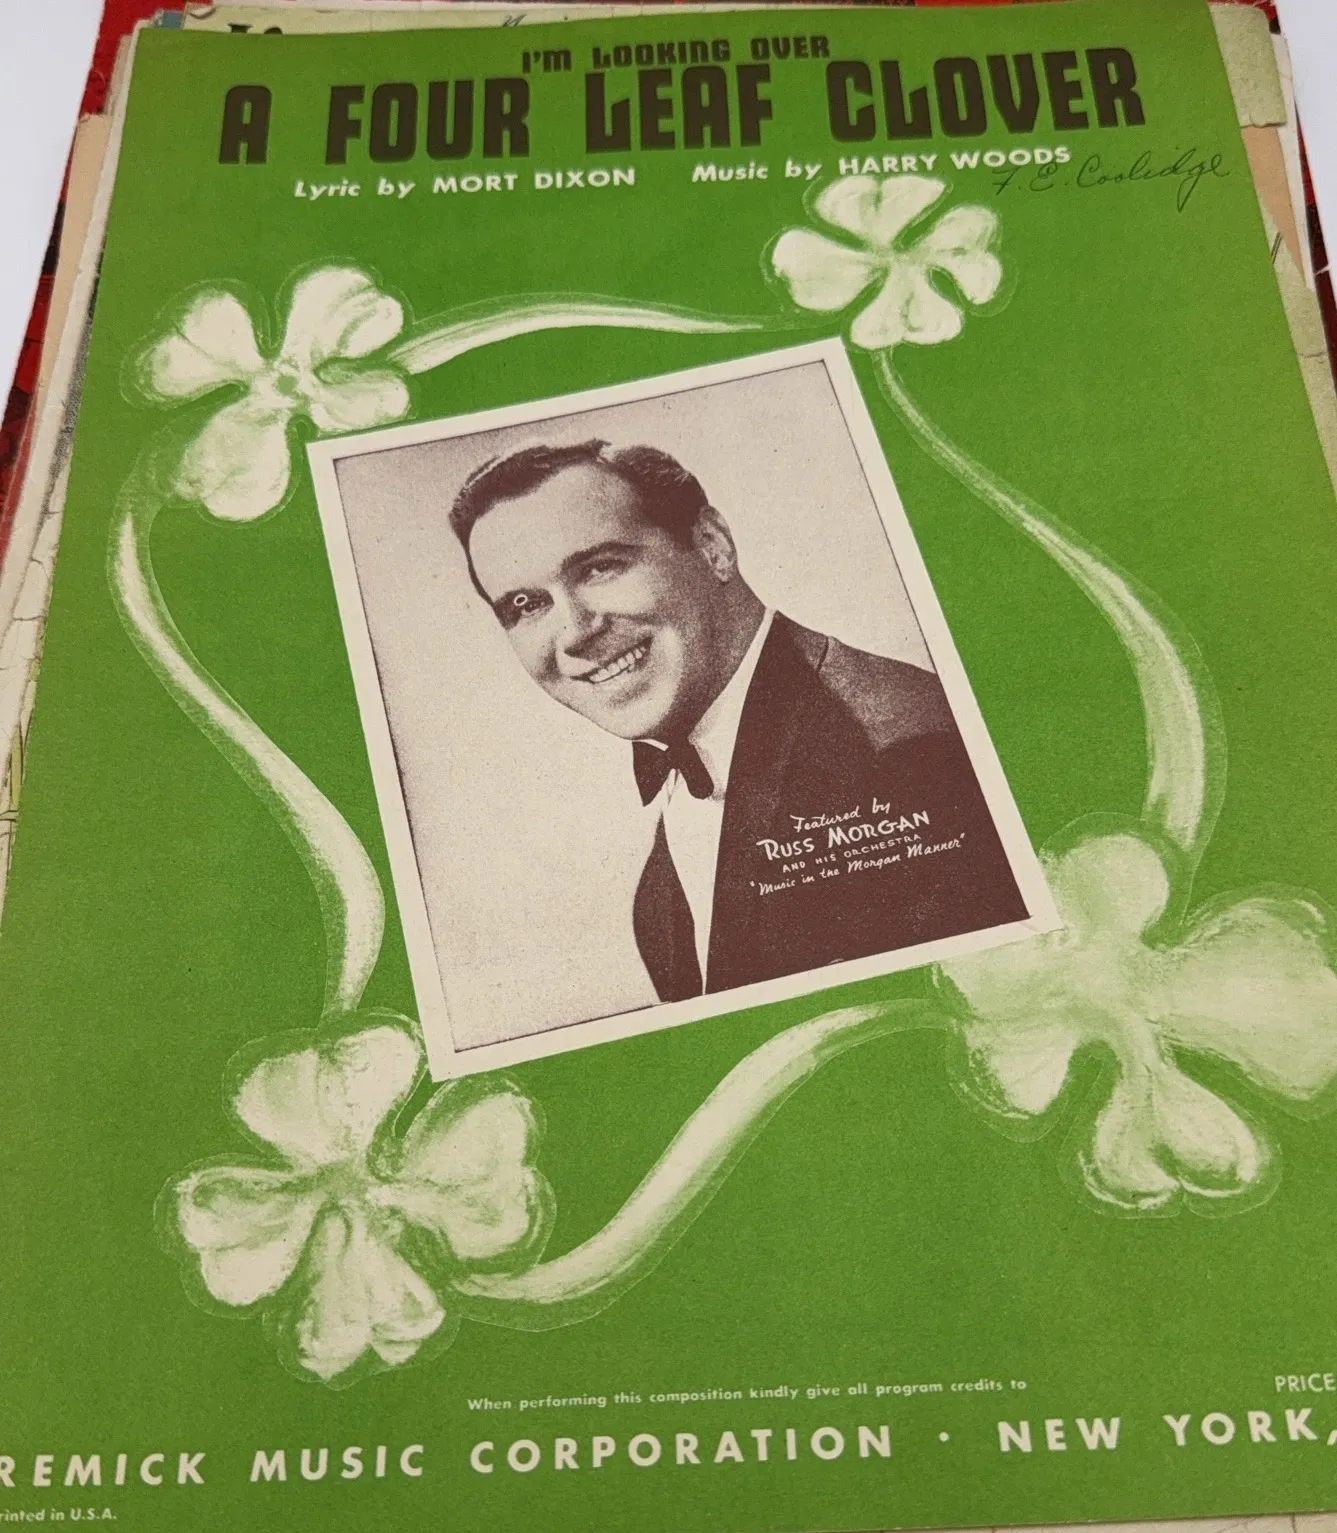 I'M LOOKING OVER
A FOUR LEAF CLOVER
Lyric by MORT DIXON Music by HARRY WOODS
F. E. Coolidge
Featured by
RUSS MORGAN
AND HIS ORCHESTRA
"Music in the Morgan Manner"
When performing this composition kindly give all program credits to
PRICE
REMICK MUSIC CORPORATION · NEW YORK,
rinted in U.S.A.